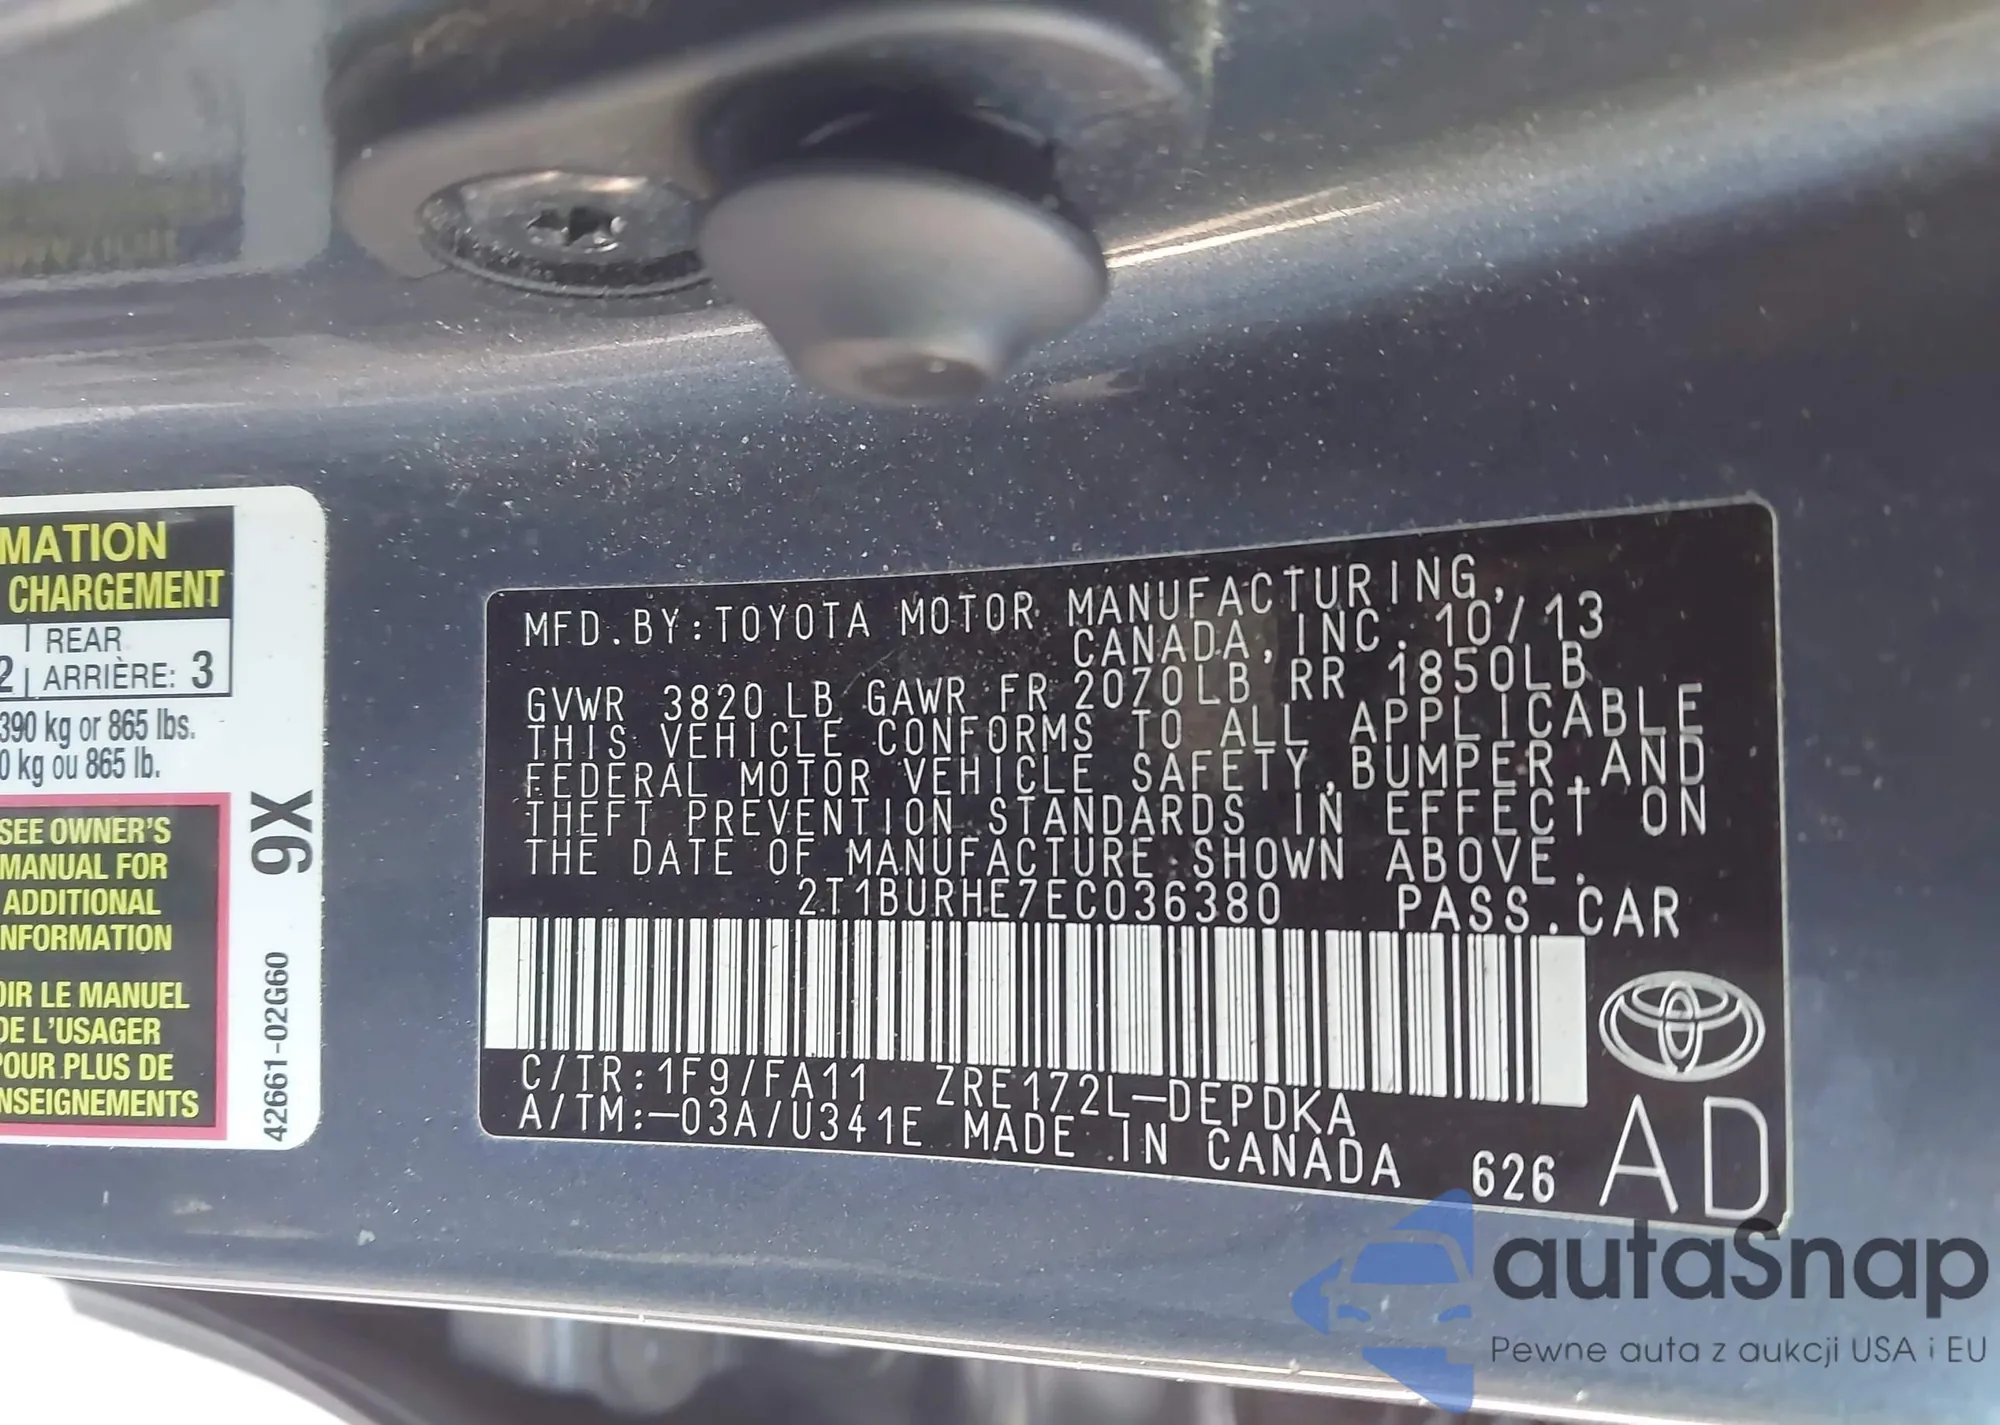 MATION
CHARGEMENT
2 | REAR
ARRIÈRE: 3
390 kg or 865 lbs.
0 kg ou 865 lb.
SEE OWNER'S
MANUAL FOR
ADDITIONAL
NFORMATION
OIR LE MANUEL
DE L'USAGER
POUR PLUS DE
NSEIGNEMENTS
9X
42661-02G60
MFD.BY:TOYOTA MOTOR MANUFACTURING,
CANADA, INC. 10/13
GVWR 3820 LB GAWR FR 2070LB RR 1850LB
THIS VEHICLE CONFORMS TO ALL APPLICABLE
FEDERAL MOTOR VEHICLE SAFETY,BUMPER,AND
THEFT PREVENTION STANDARDS IN EFFECT ON
THE DATE OF MANUFACTURE SHOWN ABOVE.
2T1BURHE7EC036380 PASS.CAR
C/TR:1F9/FA11 ZRE172L-DEPDKA
A/TM:-03A/U341E MADE IN CANADA 626 AD
autaSnap
Pewne auta z aukcji USA i EU